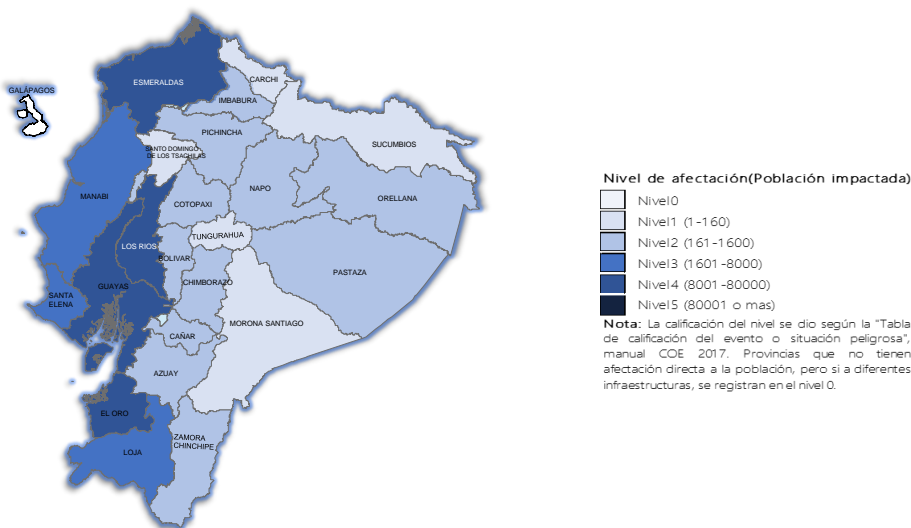 GALÁPAGOS
ESMERALDAS
CARCHI
IMBABURA
PICHINCHA
SUCUMBIOS
SANTO DOMINGO
DE LOS TSACHILAS
NAPO
ORELLANA
MANABI
COTOPAXI
TUNGURAHUA
LOS RIOS
BOLIVAR
PASTAZA
CHIMBORAZO
GUAYAS
SANTA
ELENA
MORONA SANTIAGO
CAÑAR
AZUAY
EL ORO
ZAMORA
CHINCHIPE
LOJA
Nivel de afectación(Población impactada)
Nivel0
Nivel1 (1-160)
Nivel2 (161-1600)
Nivel3 (1601-8000)
Nivel4 (8001-80000)
Nivel5 (80001 o mas)
Nota: La calificación del nivel se dio según la "Tabla
de calificación del evento o situación peligrosa",
manual COE 2017. Provincias que no tienen
afectación directa a la población, pero si a diferentes
infraestructuras, se registran en el nivel 0.